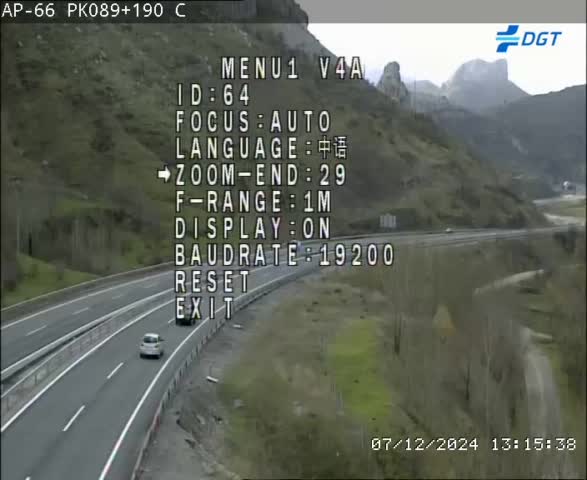 AP-66 PK089+190 C
DGT
MENU1 V4A
ID:64
FOCUS:AUTO
LANGUAGE:中语
ZOOM-END:29
F-RANGE:1M
DISPLAY:ON
BAUDRATE:19200
RESET
EXIT
07/12/2024 13:15:38